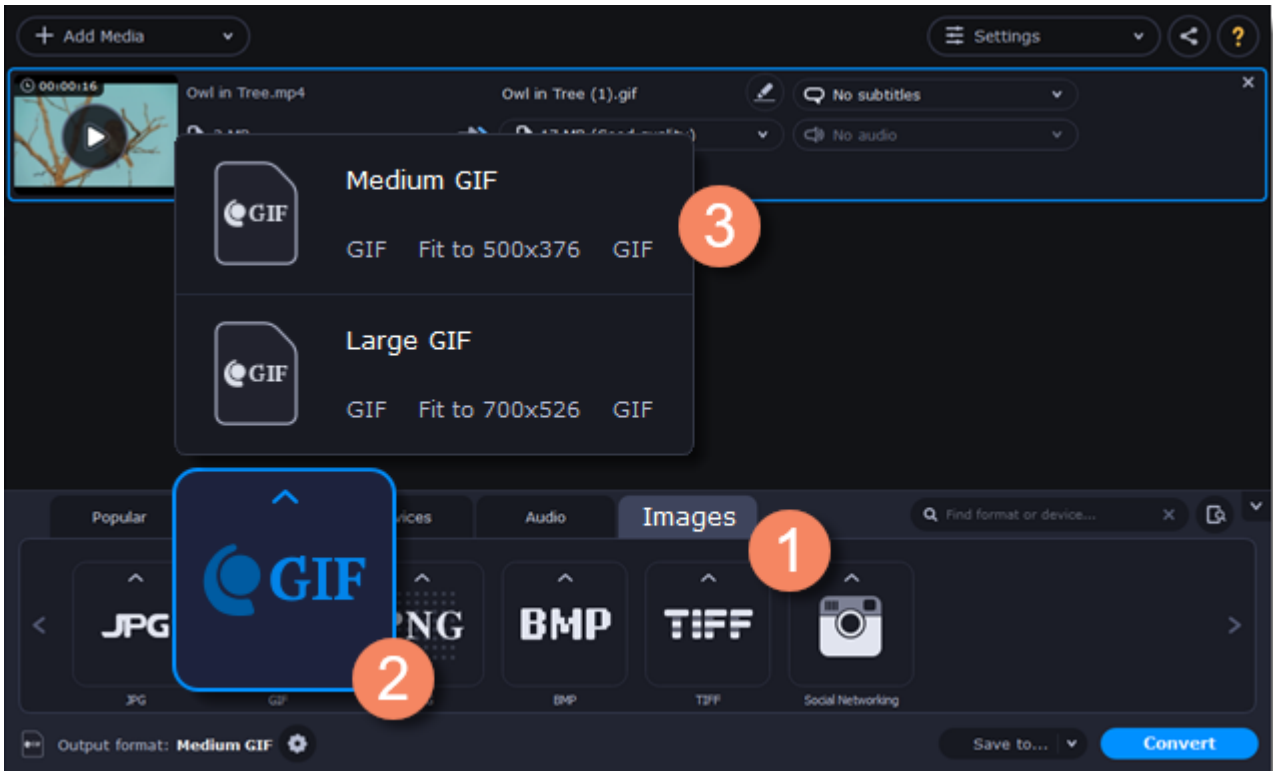 Add Media
Settings
?
00:00:16
Owl in Tree.mp4
Owl in Tree (1).gif
No subtitles
No audio
Medium GIF
GIF
GIF Fit to 500x376 GIF
3
Large GIF
GIF
GIF Fit to 700x526 GIF
Popular
Audio
Images
Find format or device...
1
JPG
GIF
BMP
TIFF
2
JPG
GIF
BMP
TIFF
Social Networking
Output format: Medium GIF
Save to...
Convert